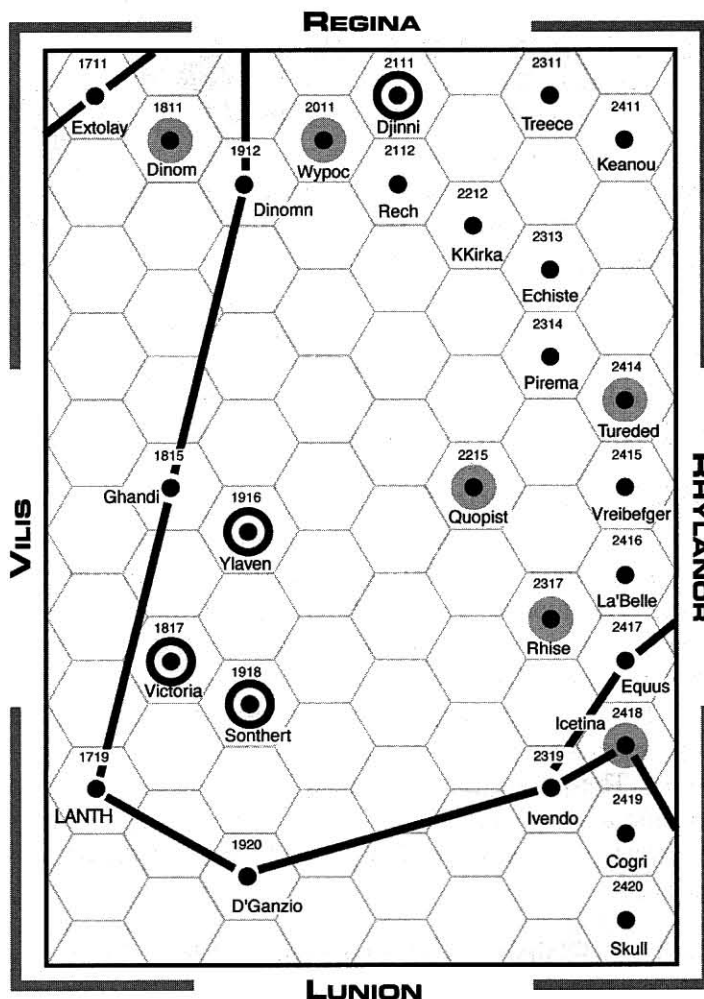 REGINA
1711
Extolay
1811
Dinom
1912
Dinomn
2011
Wypoc
2111
Djinni
2112
Rech
2212
KKirka
2311
Treece
2411
Keanou
2313
Echiste
2314
Pirema
2414
Tureded
1815
Ghandi
1916
Ylaven
2215
Quopist
2415
Vreibefger
2416
La'Belle
VILIS
RHYLANOR
1817
Victoria
1918
Sonthert
2317
Rhise
2417
Equus
Icetina
2418
1719
LANTH
2319
Ivendo
2419
Cogri
1920
D'Ganzio
2420
Skull
LUNION